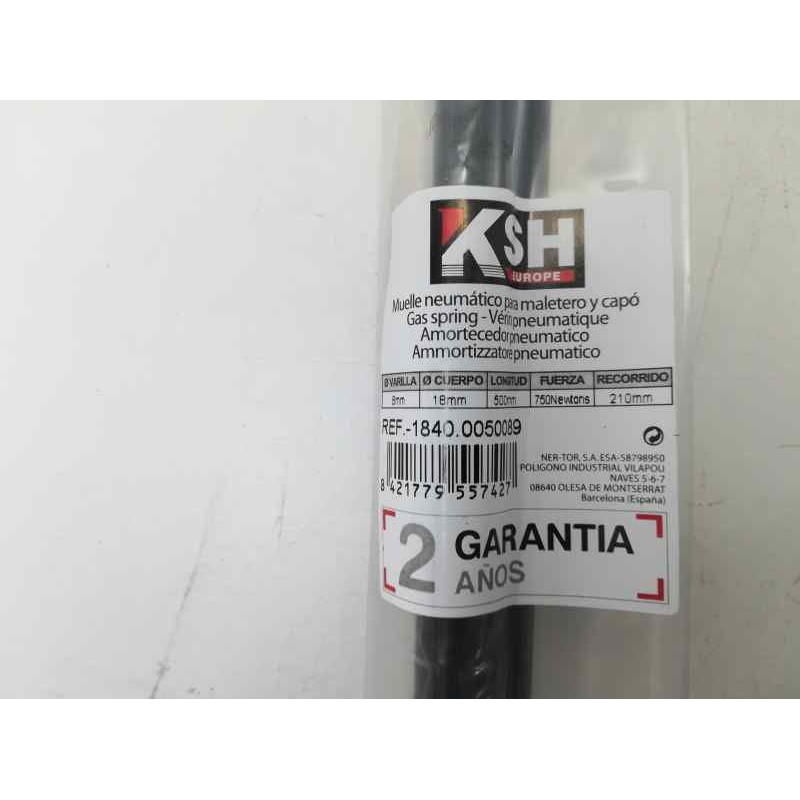 KSH
EUROPE
Muelle neumático para maletero y capó
Gas spring - Vérin pneumatique
Amortecedor pneumatico
Ammortizzatore pneumatico
Ø VARILLA Ø CUERPO LONGITUD FUERZA RECORRIDO
8mm 18mm 500mm 750Newtons 210mm
REF.-1840.0050089
8 421779 557427
NER-TOR, S.A. ESA-58798950
POLIGONO INDUSTRIAL VILAPOU
NAVES 5-6-7
08640 OLESA DE MONTSERRAT
Barcelona (España)
2 GARANTIA
AÑOS